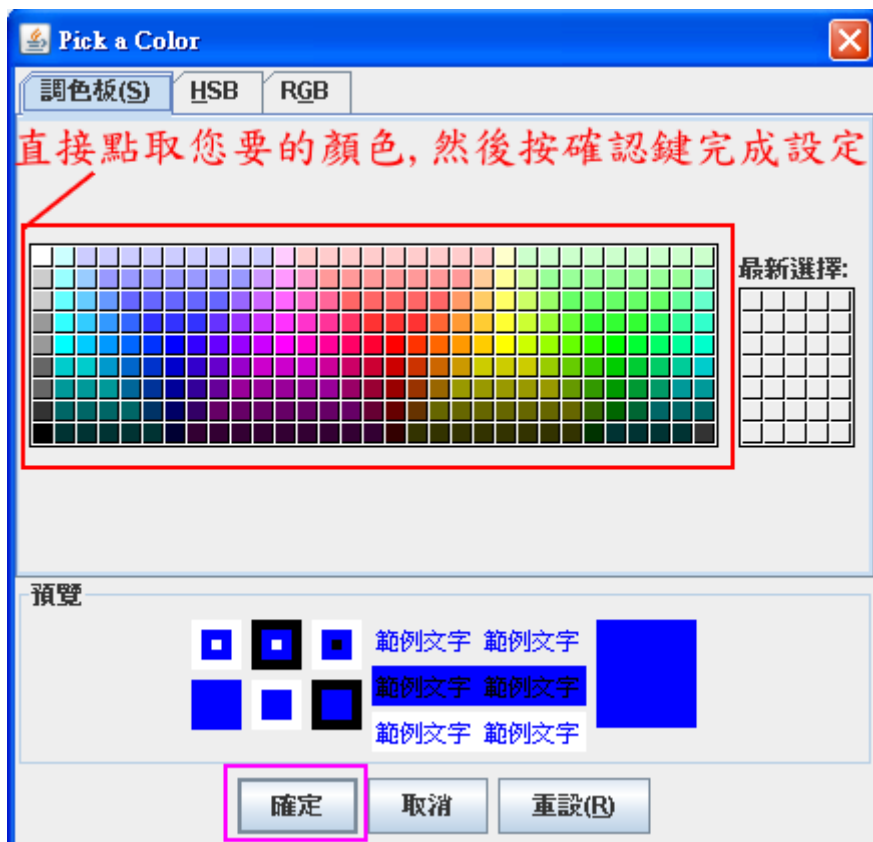 Pick a Color
調色板(S) HSB RGB
直接點取您要的顏色,然後按確認鍵完成設定
最新選擇:
預覽
範例文字 範例文字
範例文字 範例文字
範例文字 範例文字
確定 取消 重設(R)